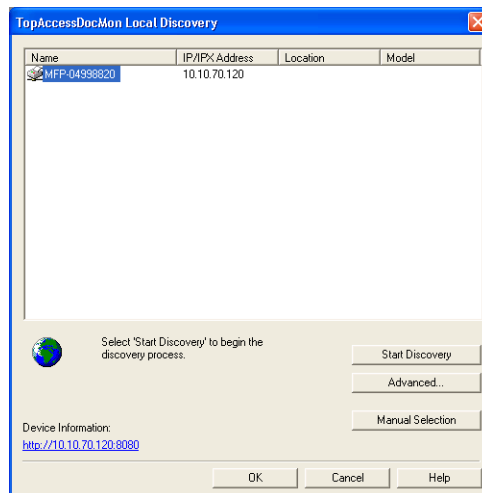 TopAccessDocMon Local Discovery
Name IP/IPX Address Location Model
MFP-04998820 10.10.70.120
Select 'Start Discovery' to begin the
discovery process.
Start Discovery
Advanced...
Manual Selection
Device Information:
http://10.10.70.120:8080
OK Cancel Help